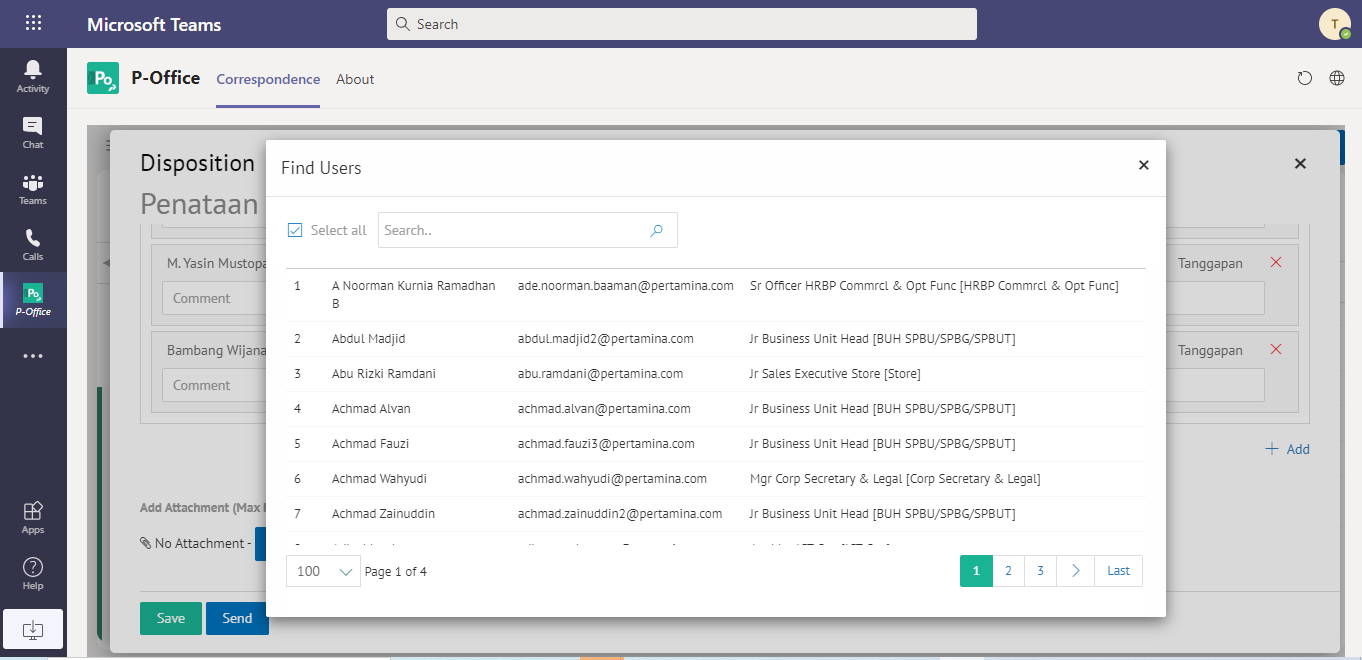 Microsoft Teams
Search
T
Activity
Chat
Teams
Calls
P-Office
Apps
Help
Po
P-Office
Correspondence
About
Disposition
Penataan
M. Yasin Mustopa
Comment
Tanggapan
Bambang Wijana
Comment
Tanggapan
Add
Add Attachment (Max
No Attachment -
Save
Send
Find Users
Select all
Search..
1 A Noorman Kurnia Ramadhan B ade.noorman.baaman@pertamina.com Sr Officer HRBP Commrcl & Opt Func [HRBP Commrcl & Opt Func]
2 Abdul Madjid abdul.madjid2@pertamina.com Jr Business Unit Head [BUH SPBU/SPBG/SPBUT]
3 Abu Rizki Ramdani abu.ramdani@pertamina.com Jr Sales Executive Store [Store]
4 Achmad Alvan achmad.alvan@pertamina.com Jr Business Unit Head [BUH SPBU/SPBG/SPBUT]
5 Achmad Fauzi achmad.fauzi3@pertamina.com Jr Business Unit Head [BUH SPBU/SPBG/SPBUT]
6 Achmad Wahyudi achmad.wahyudi@pertamina.com Mgr Corp Secretary & Legal [Corp Secretary & Legal]
7 Achmad Zainuddin achmad.zainuddin2@pertamina.com Jr Business Unit Head [BUH SPBU/SPBG/SPBUT]
100
Page 1 of 4
1 2 3 Last